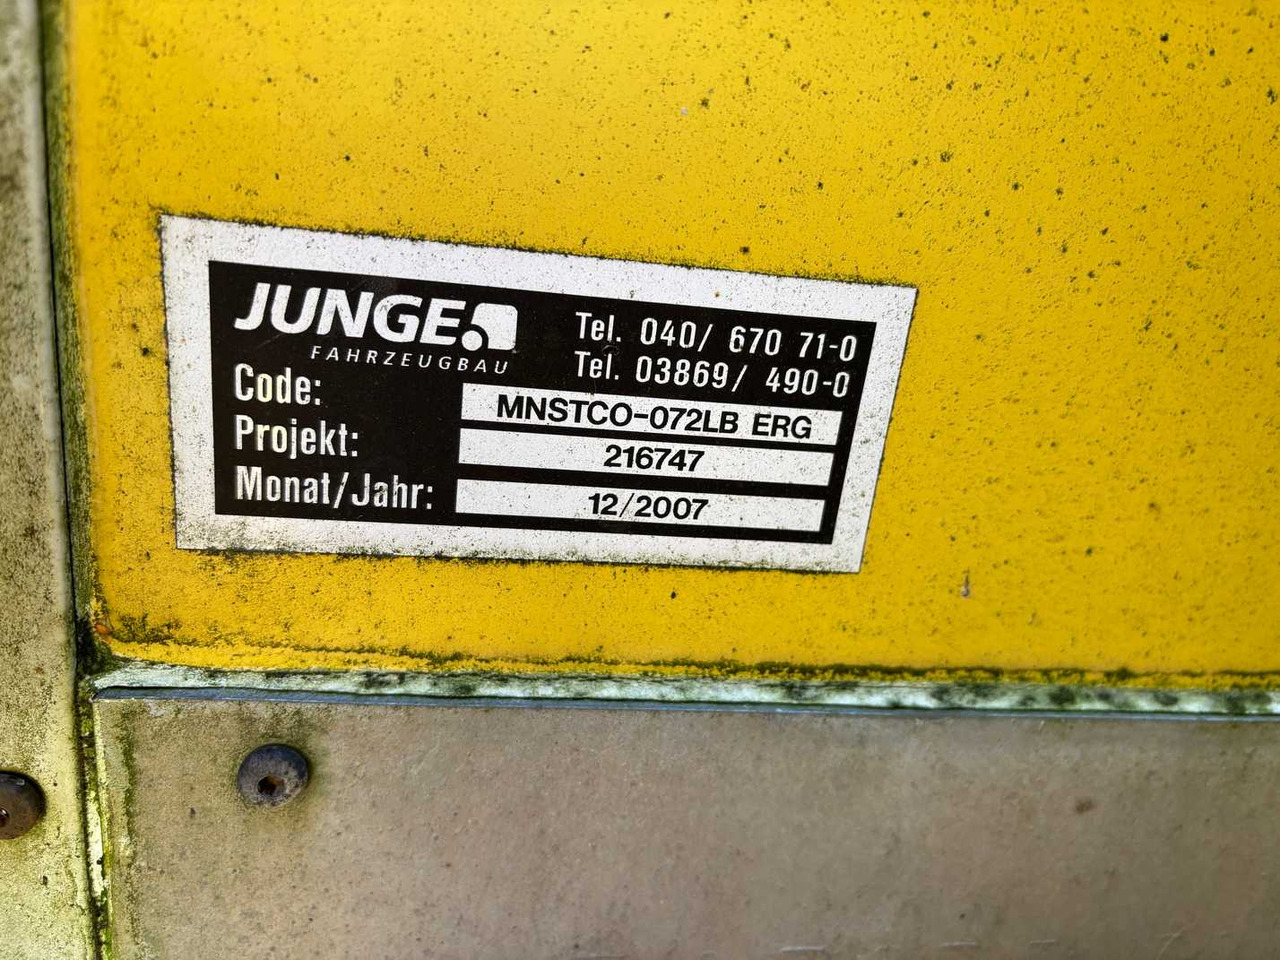 JUNGE
FAHRZEUGBAU
Tel. 040/ 670 71-0
Tel. 03869/ 490-0
Code: MNSTCO-072LB ERG
Projekt: 216747
Monat/Jahr: 12/2007